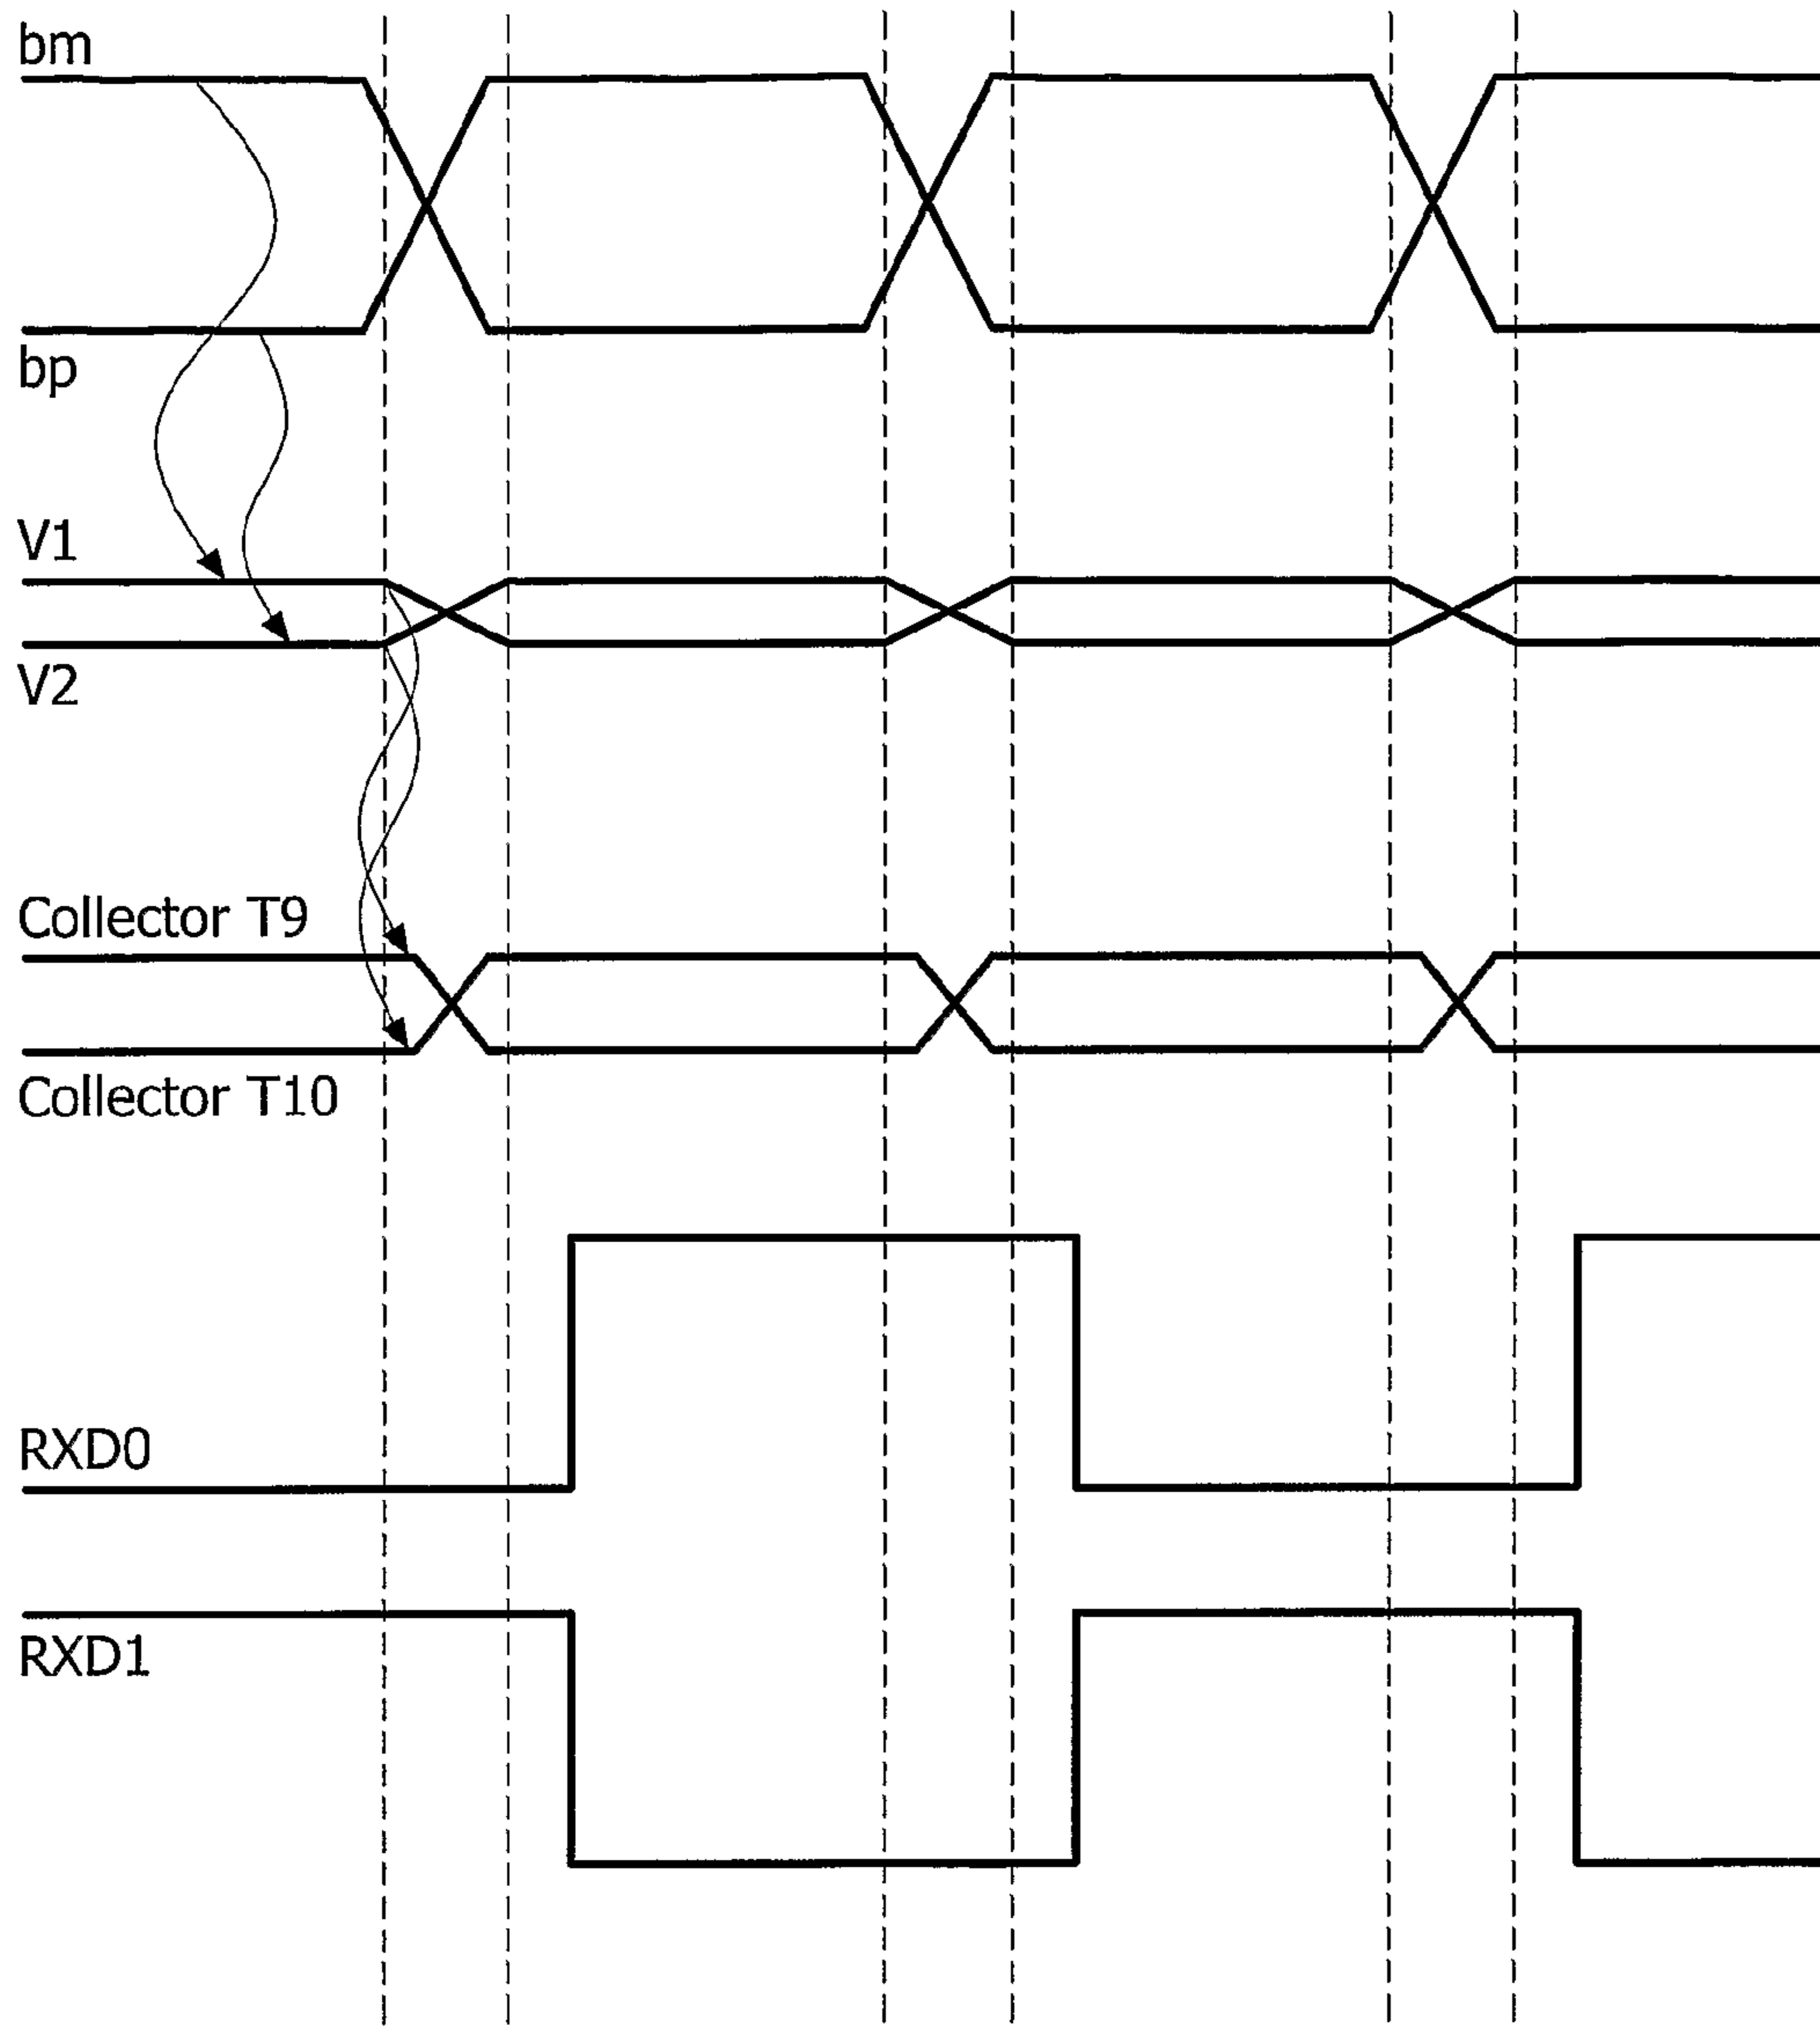 bm
bp
V1
V2
Collector T9
Collector T10
RXD0
RXD1